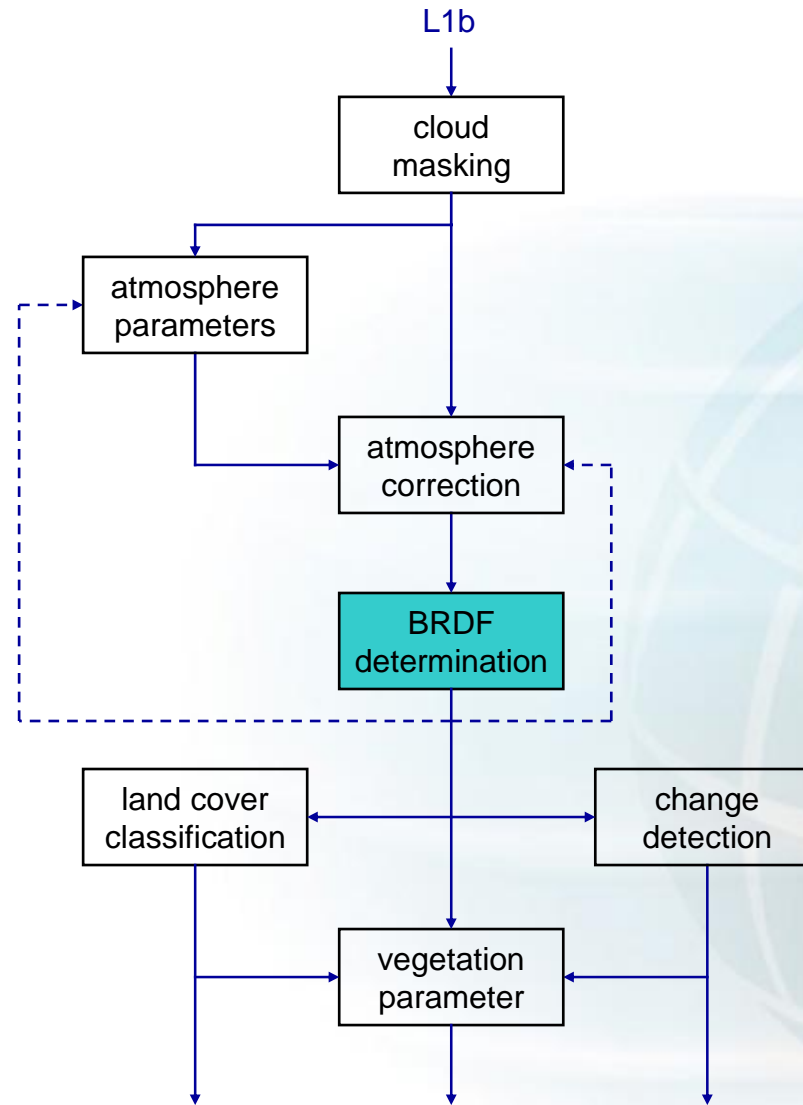 L1b
cloud
masking
atmosphere
parameters
atmosphere
correction
BRDF
determination
land cover
classification
change
detection
vegetation
parameter